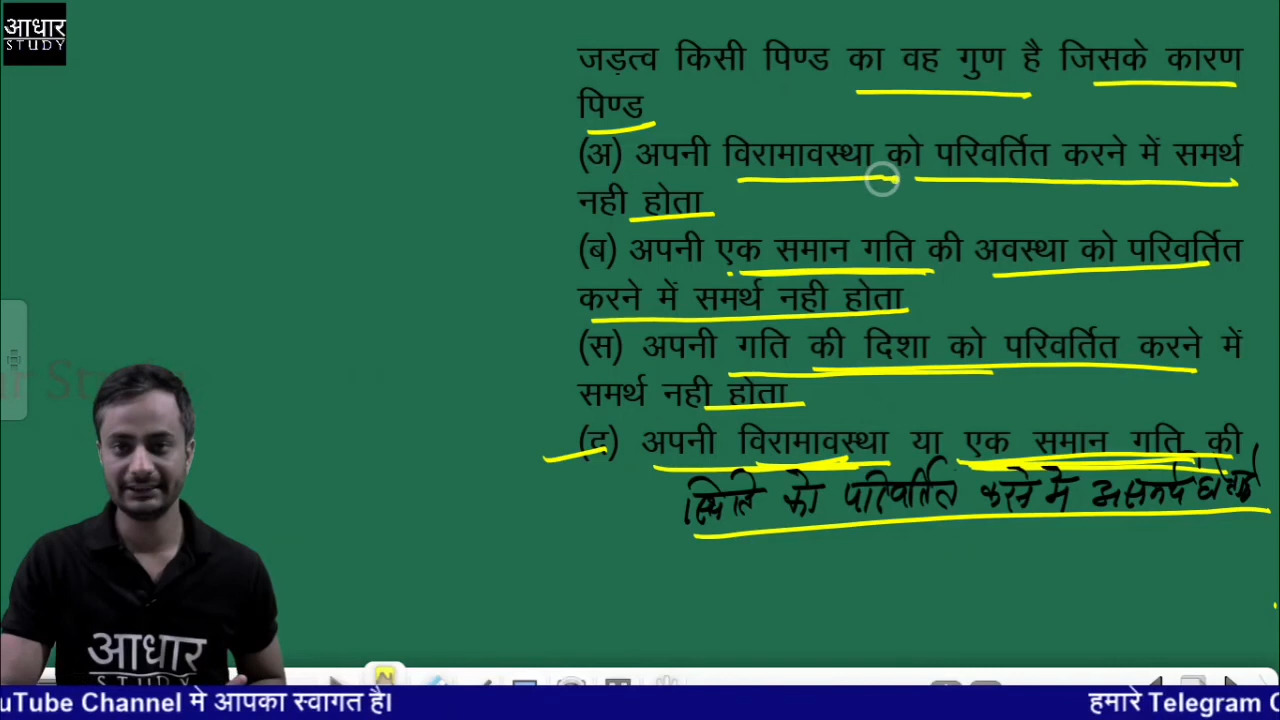 आधार
STUDY
जड़त्व किसी पिण्ड का वह गुण है जिसके कारण
पिण्ड
(अ) अपनी विरामावस्था को परिवर्तित करने में समर्थ
नही होता
(ब) अपनी एक समान गति की अवस्था को परिवर्तित
करने में समर्थ नही होता
(स) अपनी गति की दिशा को परिवर्तित करने में
समर्थ नही होता
(द) अपनी विरामावस्था या एक समान गति की
स्थिति को परिवर्तित करने में असमर्थ
आधार
STUDY
uTube Channel मे आपका स्वागत है।
हमारे Telegram C